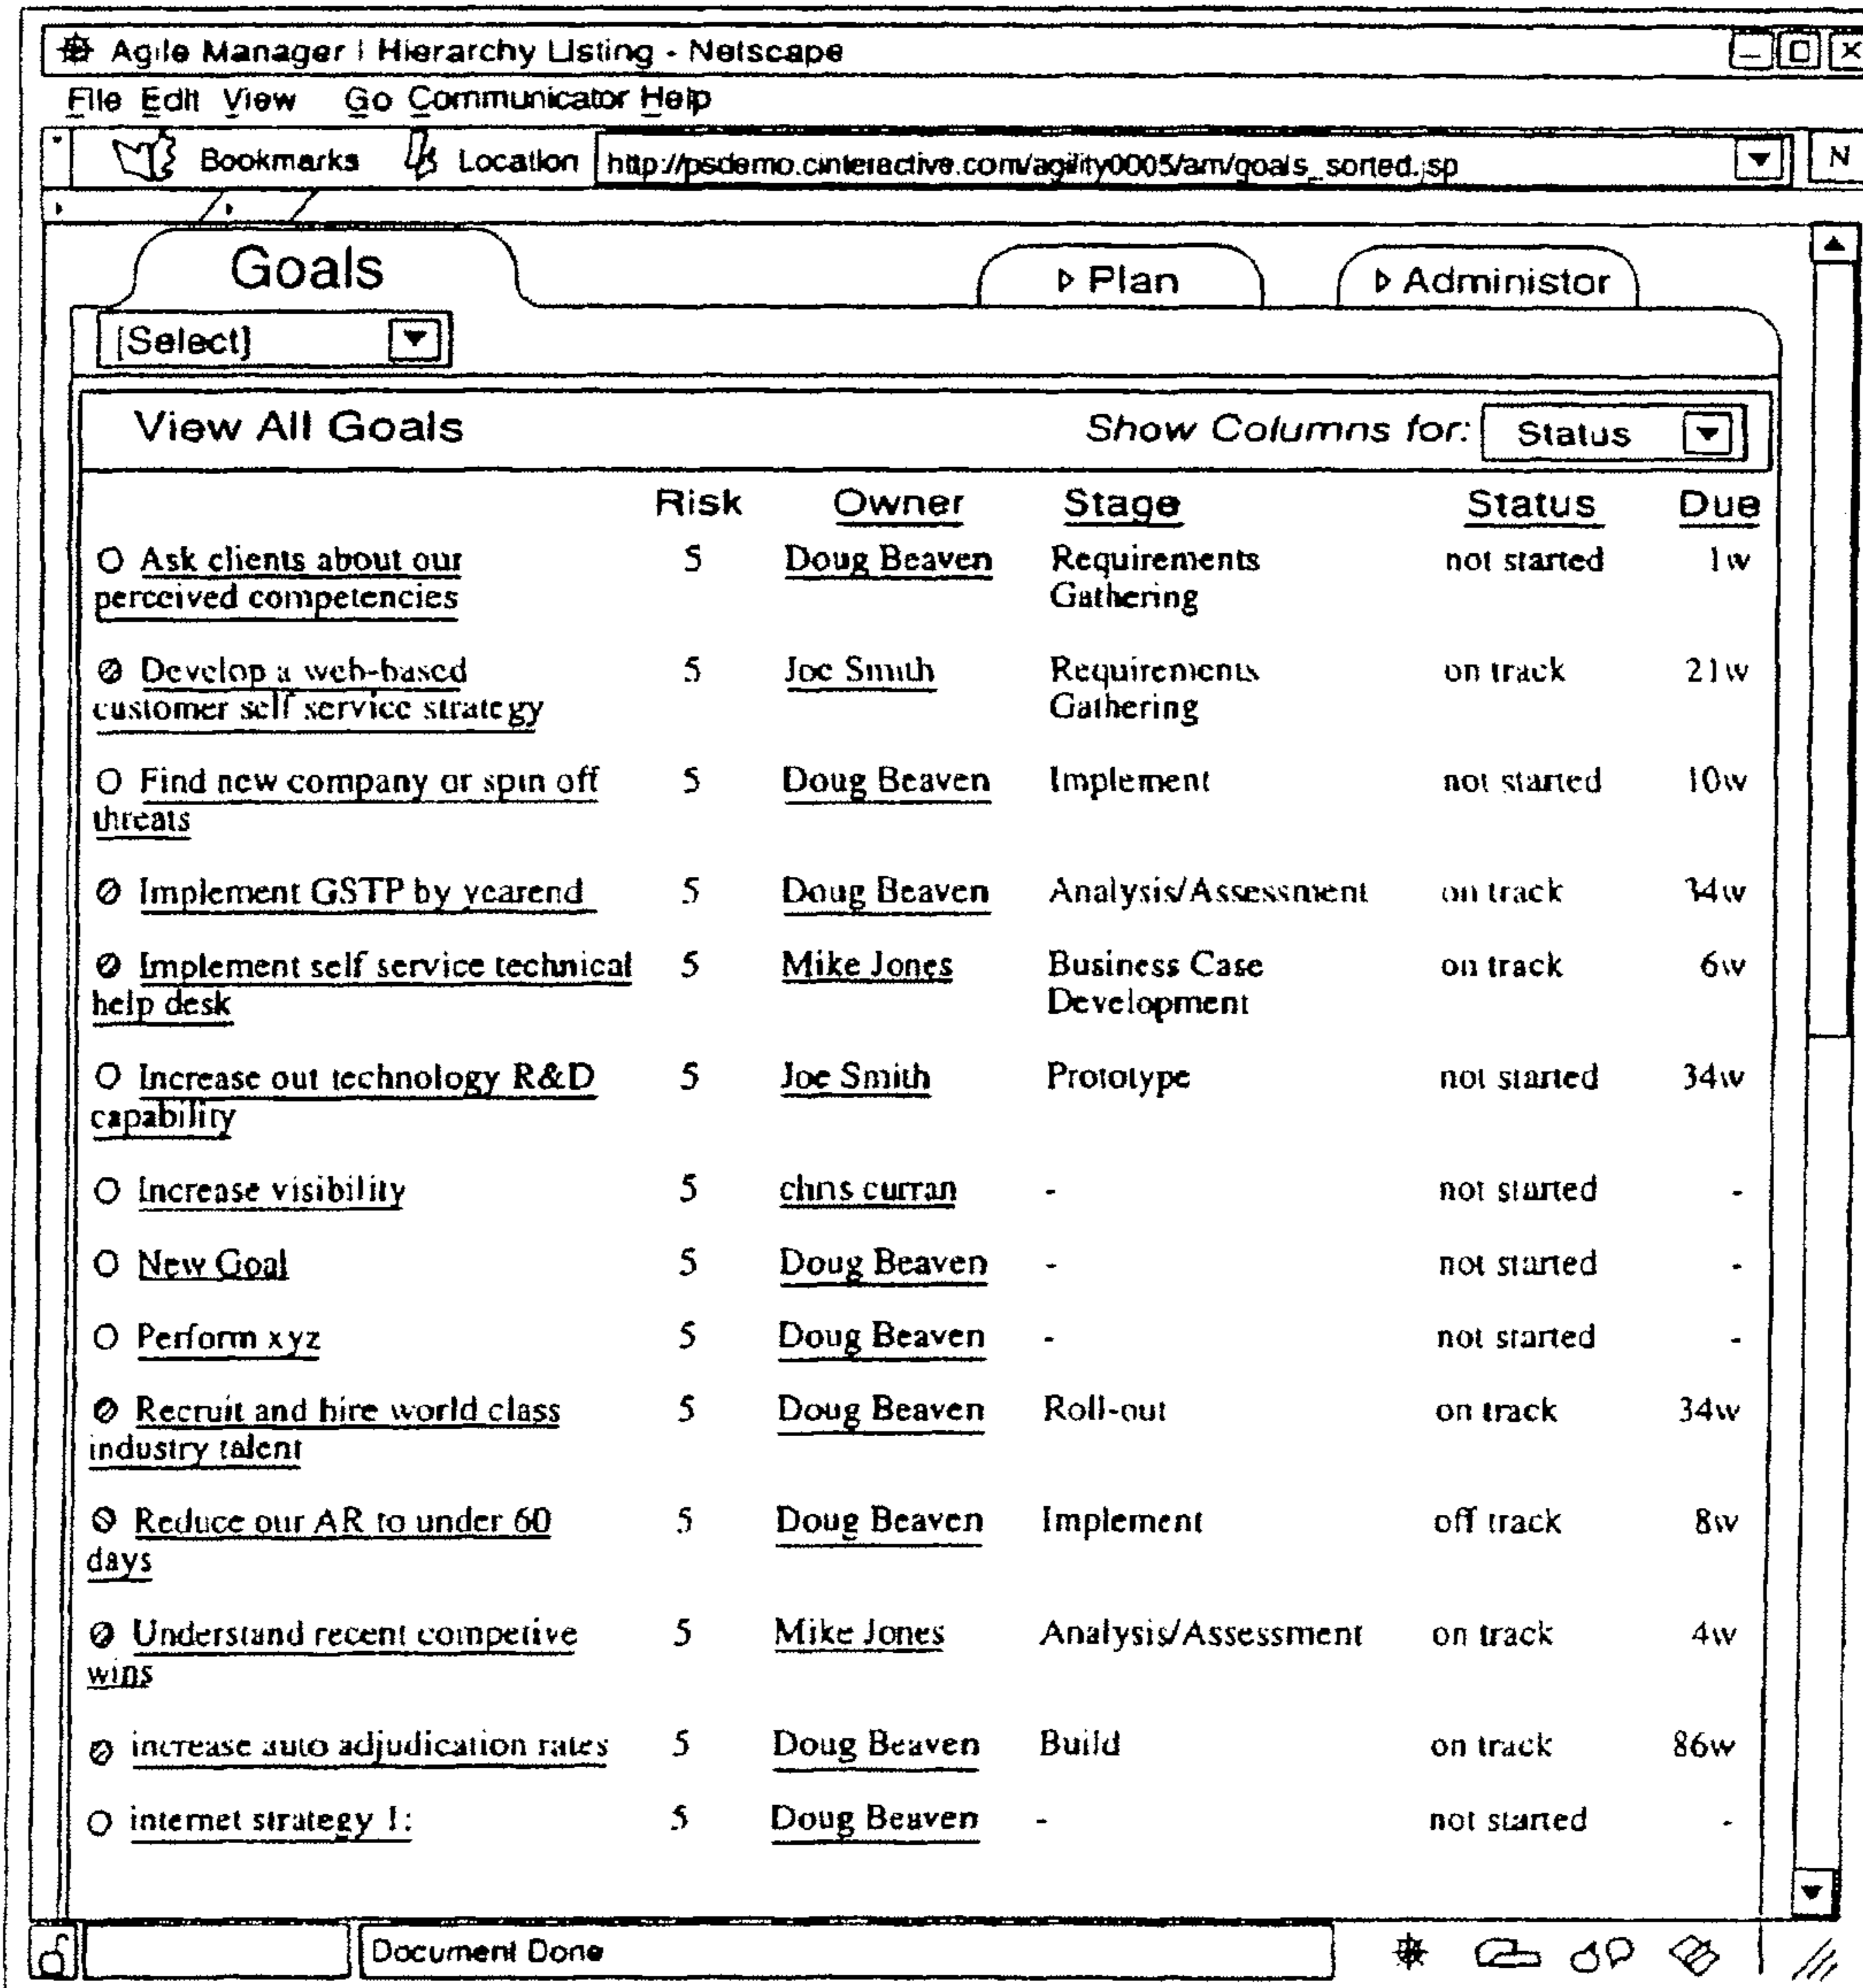 Agile Manager | Hierarchy Listing - Netscape
File Edit View Go Communicator Help
Bookmarks Location http://psdemo.cinteractive.com/agility0005/am/goals_sorted.jsp N
Goals Plan Administor
[Select]
View All Goals Show Columns for: Status
Risk Owner Stage Status Due
Ask clients about our 5 Doug Beaven Requirements not started 1w
perceived competencies Gathering
Develop a web-based 5 Joe Smith Requirements on track 21w
customer self service strategy Gathering
Find new company or spin off 5 Doug Beaven Implement not started 10w
threats
Implement GSTP by yearend 5 Doug Beaven Analysis/Assessment on track 34w
Implement self service technical 5 Mike Jones Business Case on track 6w
help desk Development
Increase out technology R&D 5 Joe Smith Prototype not started 34w
capability
Increase visibility 5 chris curran - not started -
New Goal 5 Doug Beaven - not started -
Perform xyz 5 Doug Beaven - not started -
Recruit and hire world class 5 Doug Beaven Roll-out on track 34w
industry talent
Reduce our AR to under 60 5 Doug Beaven Implement off track 8w
days
Understand recent competive 5 Mike Jones Analysis/Assessment on track 4w
wins
increase auto adjudication rates 5 Doug Beaven Build on track 86w
internet strategy 1: 5 Doug Beaven - not started -
Document Done